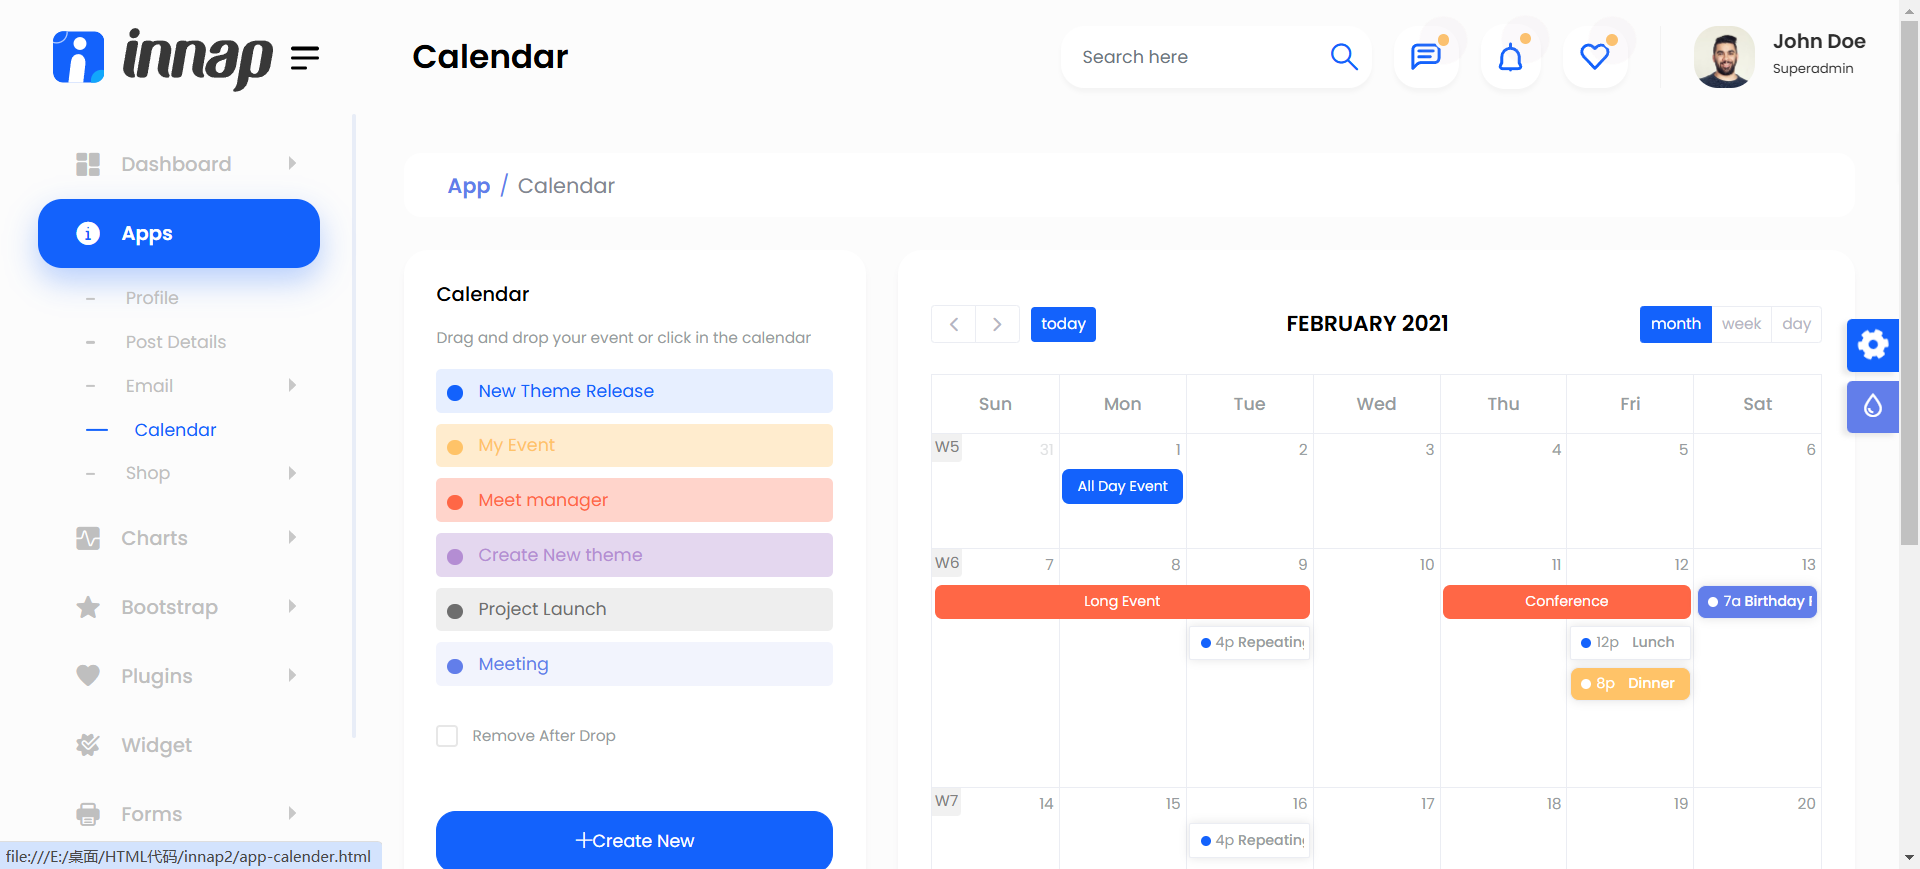 innap
Calendar
Search here
John Doe
Superadmin
Dashboard
Apps
Profile
Post Details
Email
Calendar
Shop
Charts
Bootstrap
Plugins
Widget
Forms
App / Calendar
Calendar
Drag and drop your event or click in the calendar
New Theme Release
My Event
Meet manager
Create New theme
Project Launch
Meeting
Remove After Drop
+Create New
today
FEBRUARY 2021
month week day
Sun Mon Tue Wed Thu Fri Sat
W5 31 1 2 3 4 5 6
All Day Event
W6 7 8 9 10 11 12 13
Long Event Conference 7a Birthday
4p Repeating 12p Lunch
8p Dinner
W7 14 15 16 17 18 19 20
4p Repeating
file:///E:/桌面/HTML代码/innap2/app-calender.html